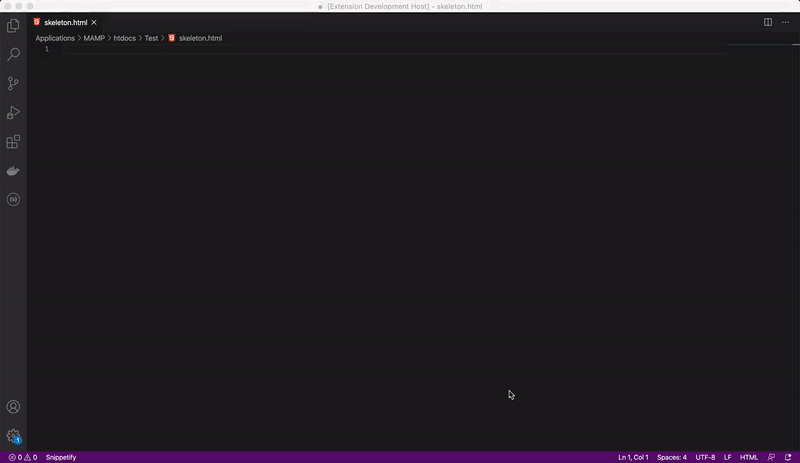 [Extension Development Host] - skeleton.html
skeleton.html
Applications > MAMP > htdocs > Test > skeleton.html
1
1
0 0 Snippetify Ln 1, Col 1 Spaces: 4 UTF-8 LF HTML